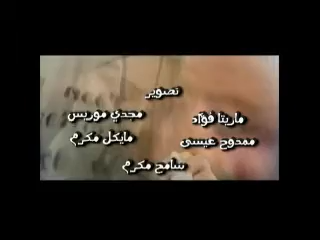 تصوير
ماريتا فؤاد مجدي موريس
ممدوح عيسى مايكل مكرم
سامح مكرم